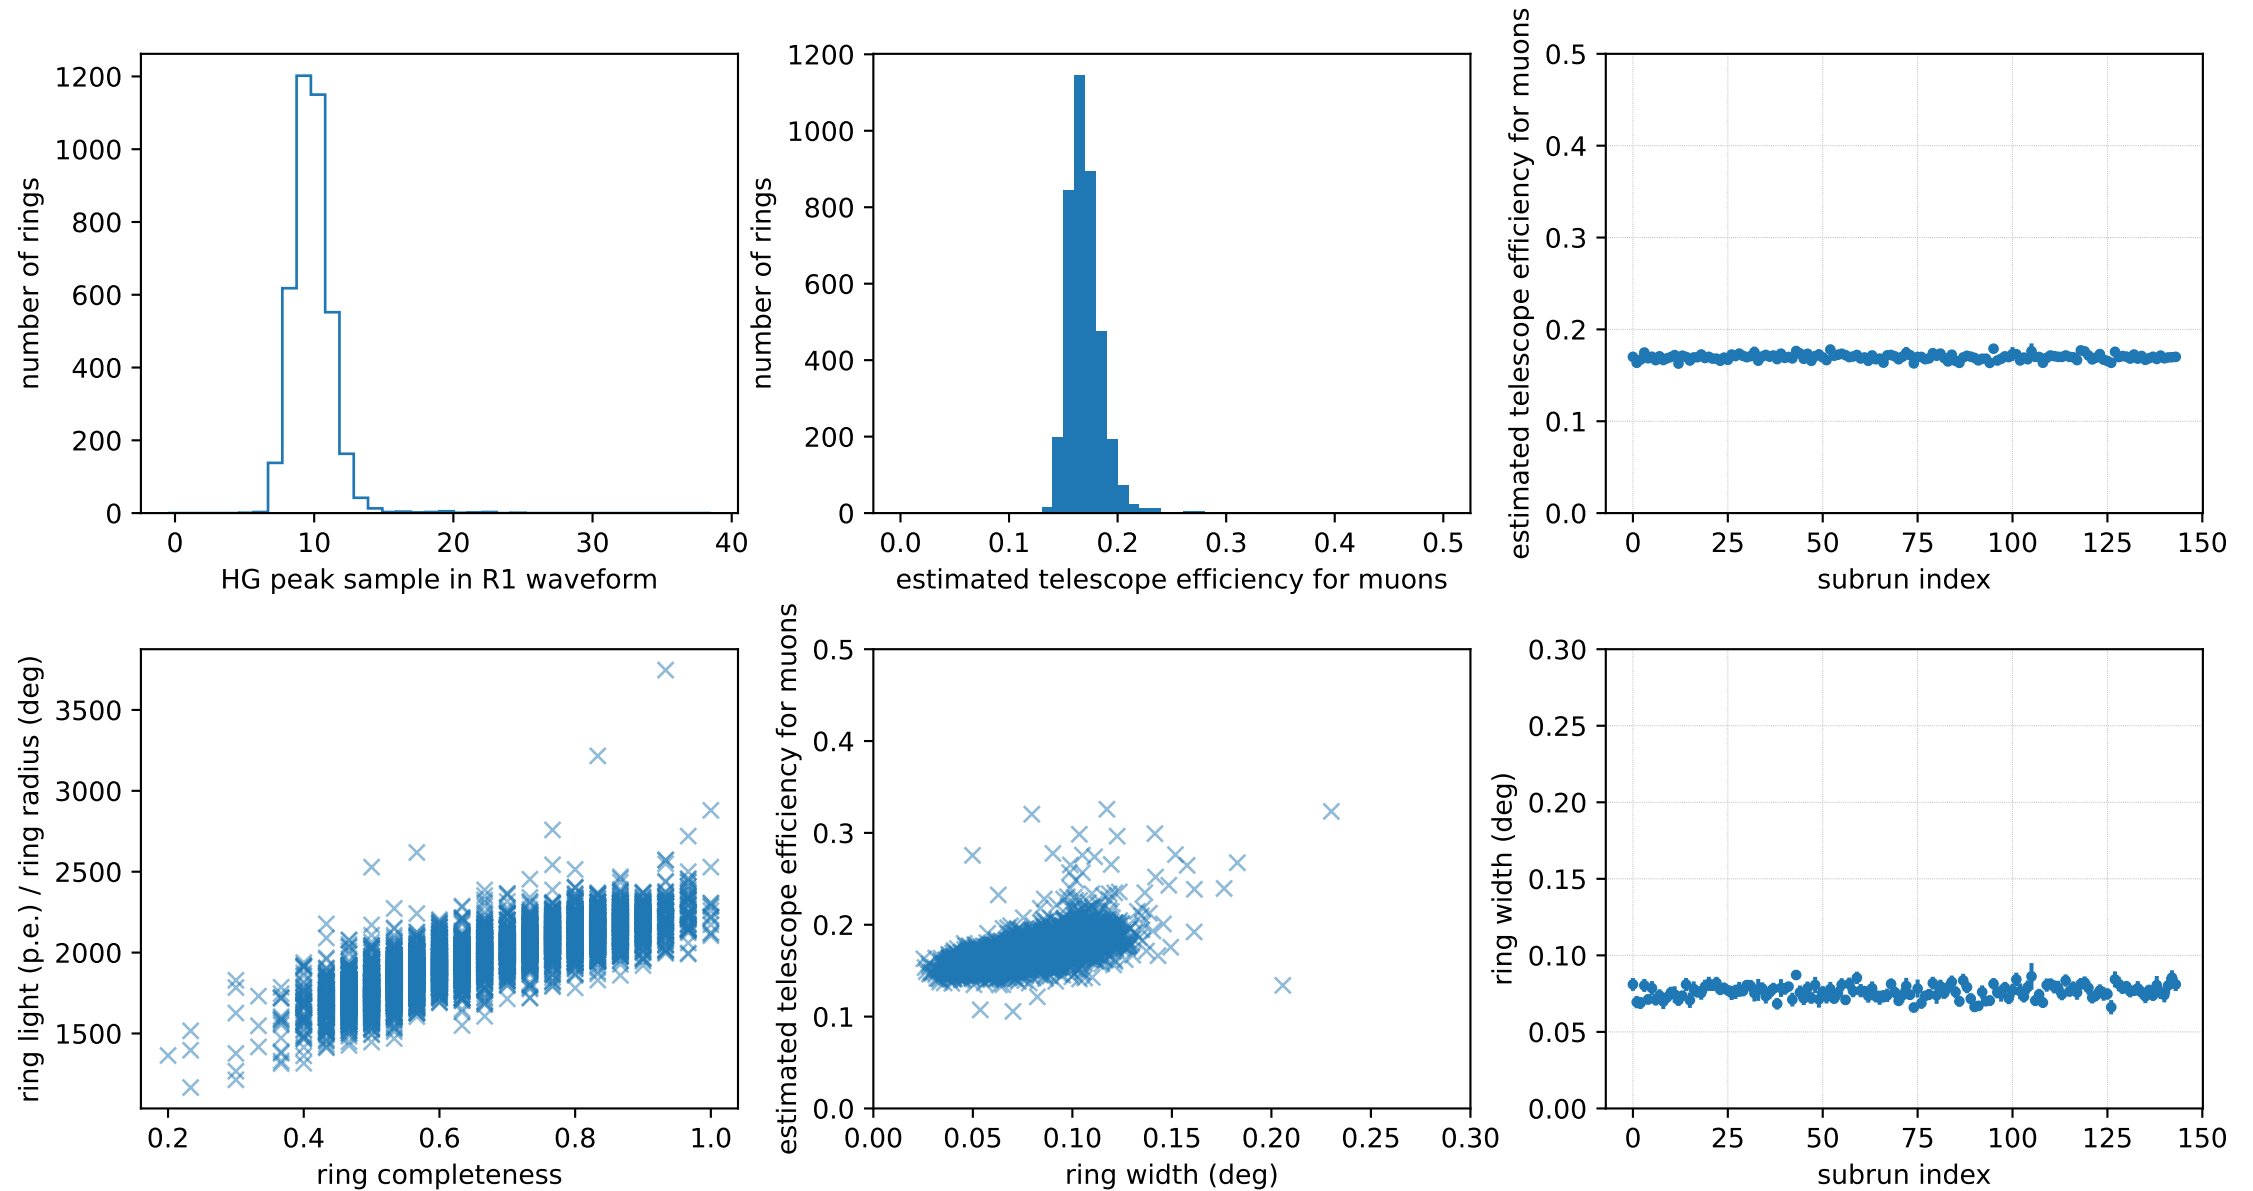 number of rings
1200
1000
800
600
400
200
0
0 10 20 30 40
HG peak sample in R1 waveform
number of rings
1200
1000
800
600
400
200
0
0.0 0.1 0.2 0.3 0.4 0.5
estimated telescope efficiency for muons
estimated telescope efficiency for muons
0.5
0.4
0.3
0.2
0.1
0.0
0 25 50 75 100 125 150
subrun index
ring light (p.e.) / ring radius (deg)
3500
3000
2500
2000
1500
0.2 0.4 0.6 0.8 1.0
ring completeness
estimated telescope efficiency for muons
0.5
0.4
0.3
0.2
0.1
0.0
0.00 0.05 0.10 0.15 0.20 0.25 0.30
ring width (deg)
ring width (deg)
0.30
0.25
0.20
0.15
0.10
0.05
0.00
0 25 50 75 100 125 150
subrun index